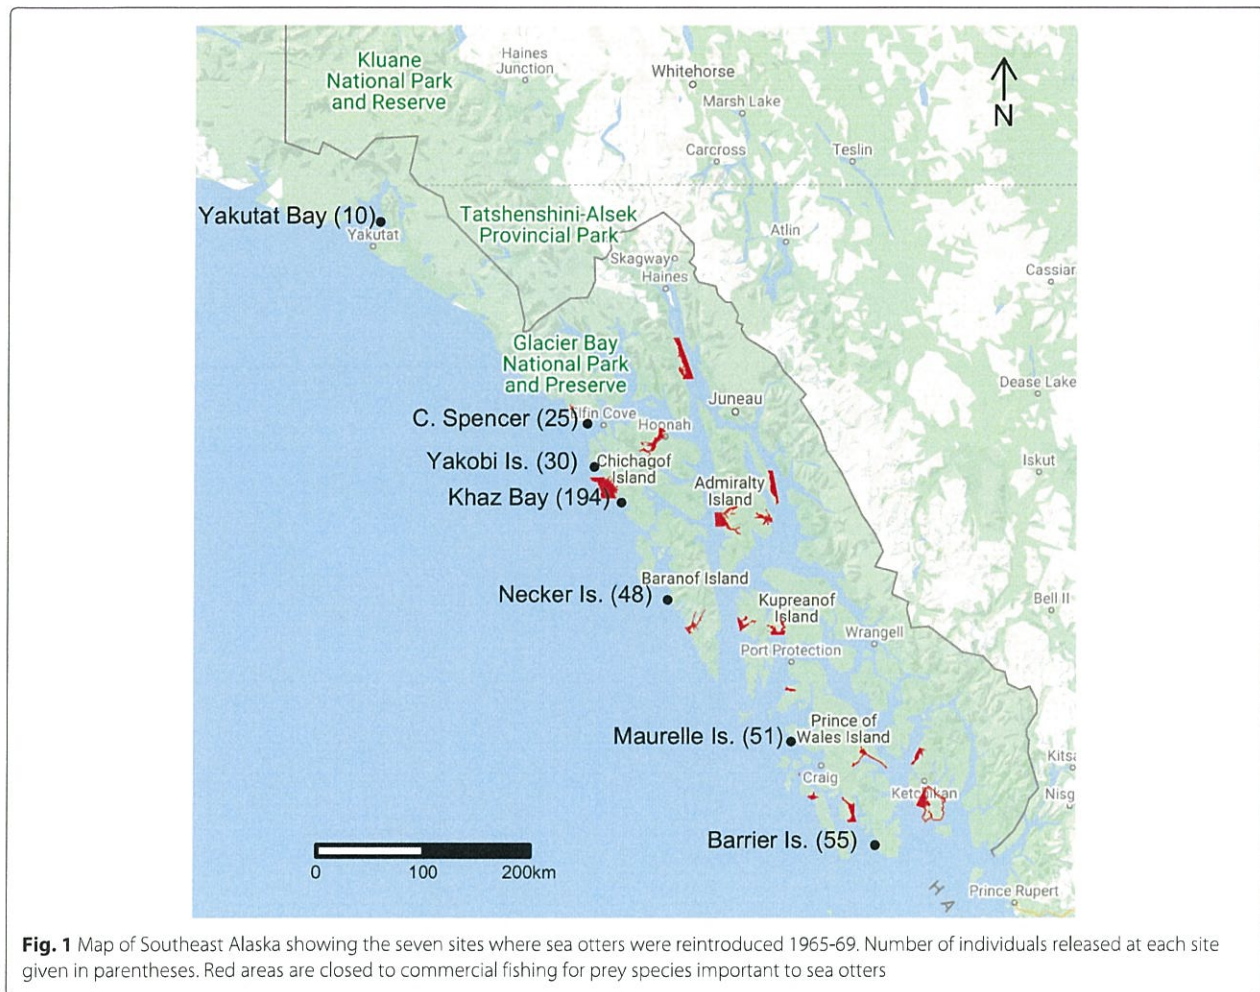 Kluane
National Park
and Reserve
Haines
Junction
Whitehorse
Marsh Lake
N
Carcross
Teslin
Yakutat Bay (10)
Yakutat
Tatshenshini-Alsek
Provincial Park
Atlin
Skagway
Haines
Cassiar
Glacier Bay
National Park
and Preserve
Dease Lake
Juneau
C. Spencer (25)
Elfin Cove
Hoonah
Yakobi Is. (30)
Chichagof
Island
Iskut
Khaz Bay (194)
Admiralty
Island
Baranof Island
Necker Is. (48)
Kupreanof
Island
Bell II
Wrangell
Port Protection
Maurelle Is. (51)
Prince of
Wales Island
Kitsa
Craig
Ketchikan
Nisg
Barrier Is. (55)
0 100 200km
H A
Prince Rupert
Fig. 1 Map of Southeast Alaska showing the seven sites where sea otters were reintroduced 1965-69. Number of individuals released at each site
given in parentheses. Red areas are closed to commercial fishing for prey species important to sea otters